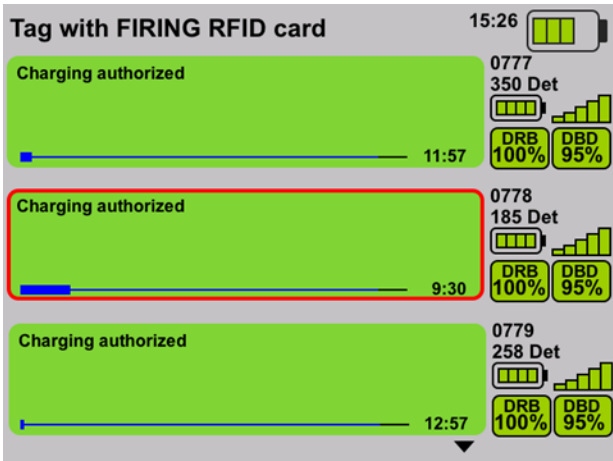 Tag with FIRING RFID card
15:26
Charging authorized
11:57
0777
350 Det
DRB
100%
DBD
95%
Charging authorized
9:30
0778
185 Det
DRB
100%
DBD
95%
Charging authorized
12:57
0779
258 Det
DRB
100%
DBD
95%